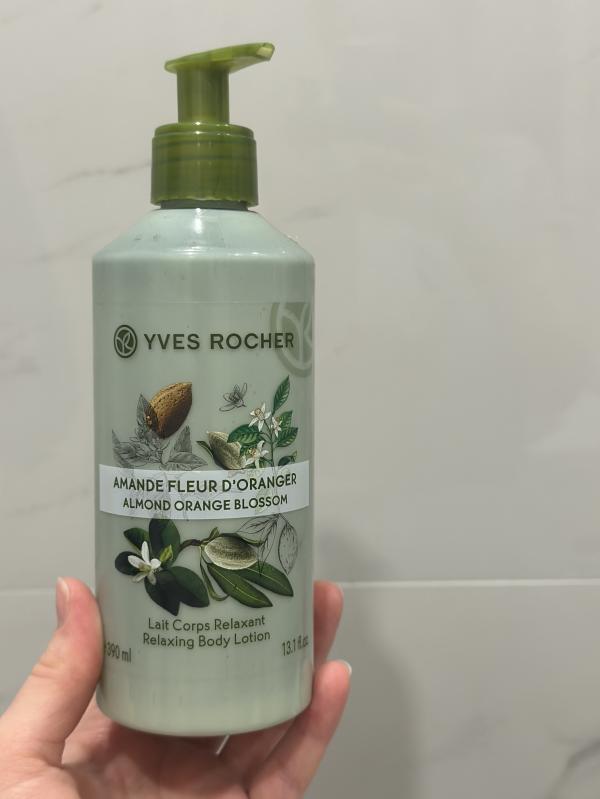 YVES ROCHER
AMANDE FLEUR D'ORANGER
ALMOND ORANGE BLOSSOM
Lait Corps Relaxant
Relaxing Body Lotion
390 ml
13.1 fl.oz